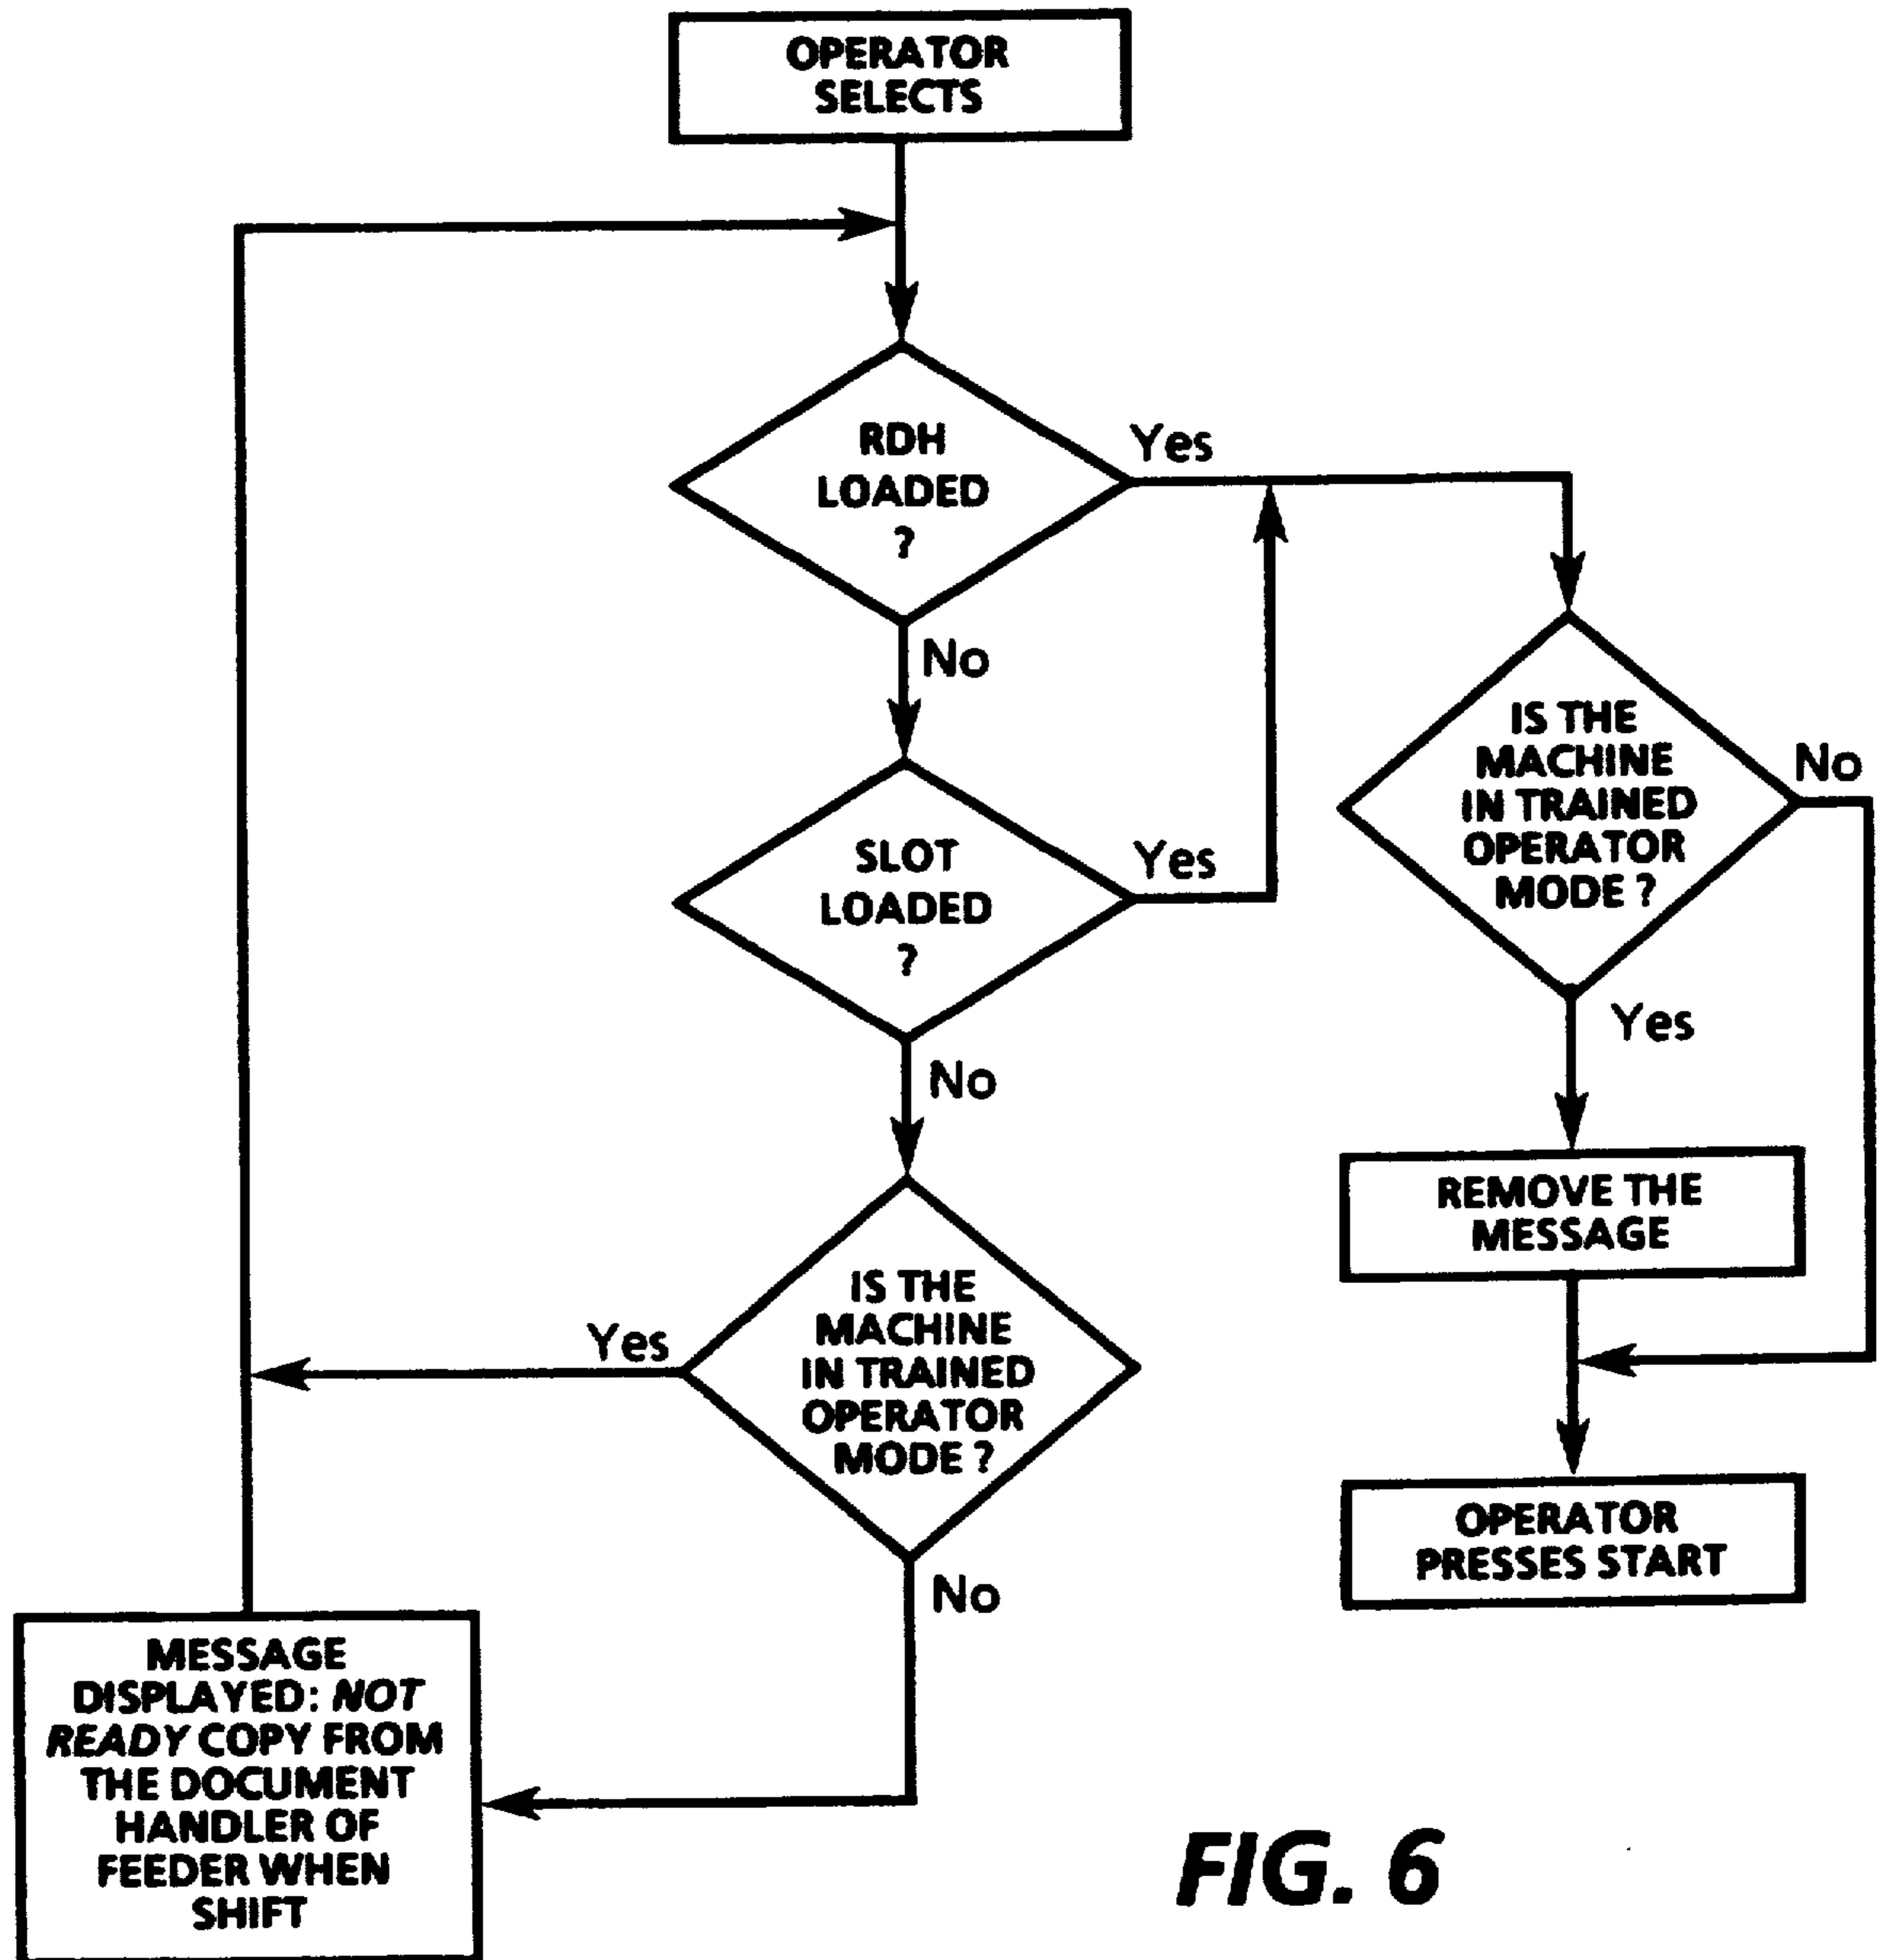 OPERATOR
SELECTS
RDH
LOADED
?
Yes
No
SLOT
LOADED
?
Yes
No
IS THE
MACHINE
IN TRAINED
OPERATOR
MODE ?
Yes
No
MESSAGE
DISPLAYED: NOT
READY COPY FROM
THE DOCUMENT
HANDLER OF
FEEDER WHEN
SHIFT
IS THE
MACHINE
IN TRAINED
OPERATOR
MODE ?
No
Yes
REMOVE THE
MESSAGE
OPERATOR
PRESSES START
FIG. 6